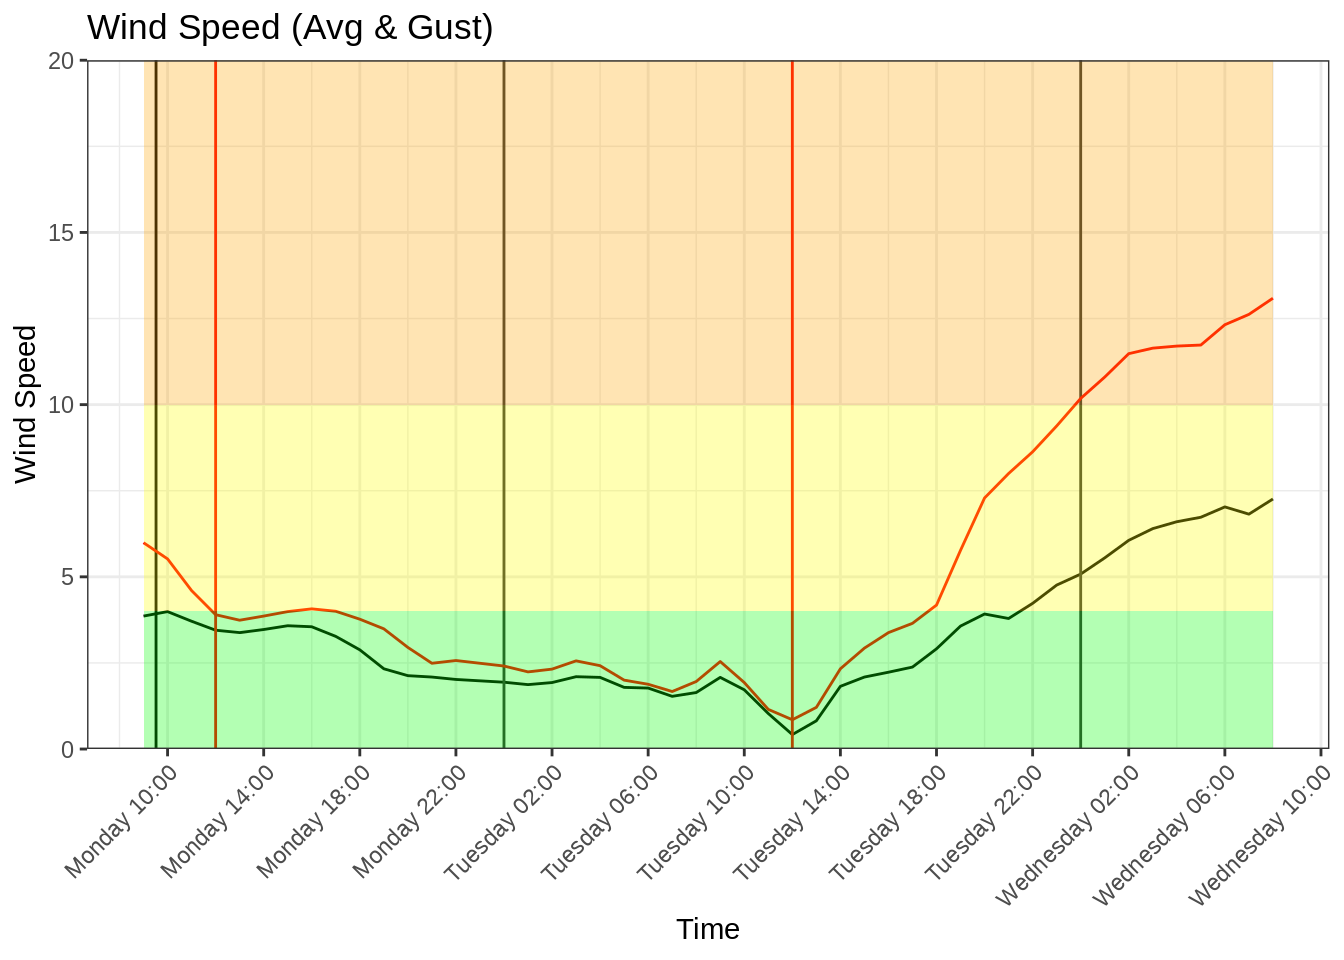 Wind Speed (Avg & Gust)
20
15
10
5
0
Wind Speed
Monday 10:00
Monday 14:00
Monday 18:00
Monday 22:00
Tuesday 02:00
Tuesday 06:00
Tuesday 10:00
Tuesday 14:00
Tuesday 18:00
Tuesday 22:00
Wednesday 02:00
Wednesday 06:00
Wednesday 10:00
Time